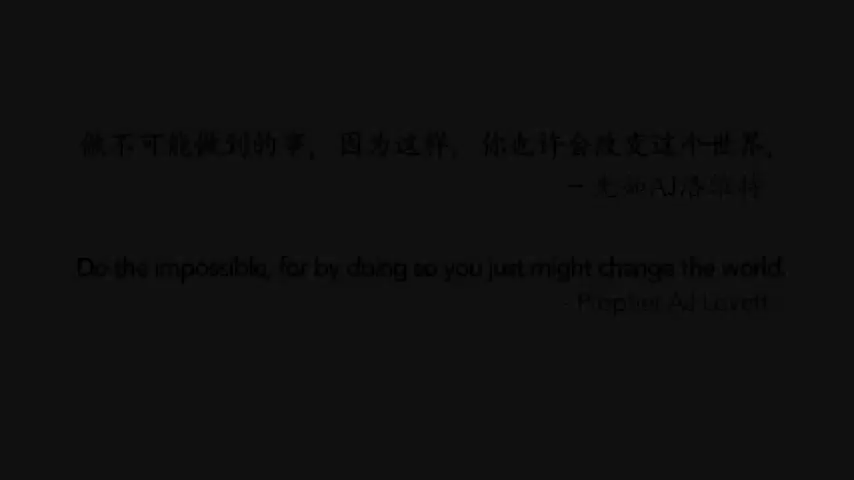 做不可能做到的事，因为这样，你也许会改变这个世界，
- 先知AJ洛维特
Do the impossible, for by doing so you just might change the world.
- Prophet AJ Lovett